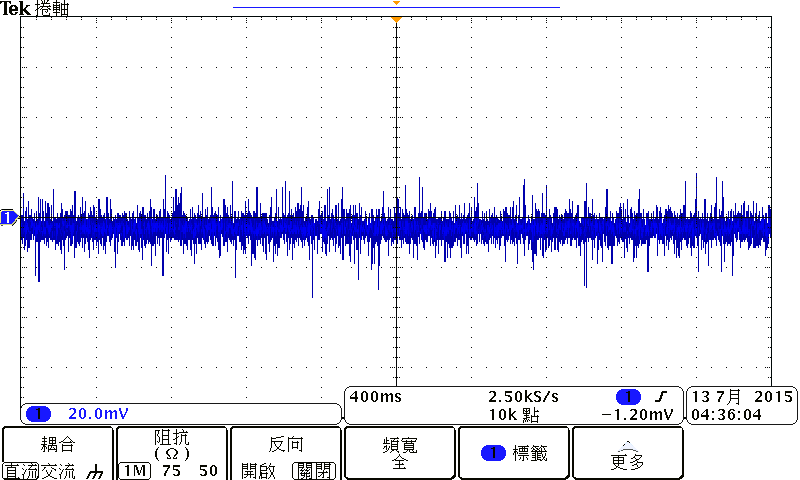 Tek 捲軸
1
400ms 2.50kS/s 1
10k 點 −1.20mV
13 7月 2015
04:36:04
1 20.0mV
耦合
直流 交流
阻抗
(Ω)
1M 75 50
反向
開啟 關閉
頻寬
全
1 標籤
更多